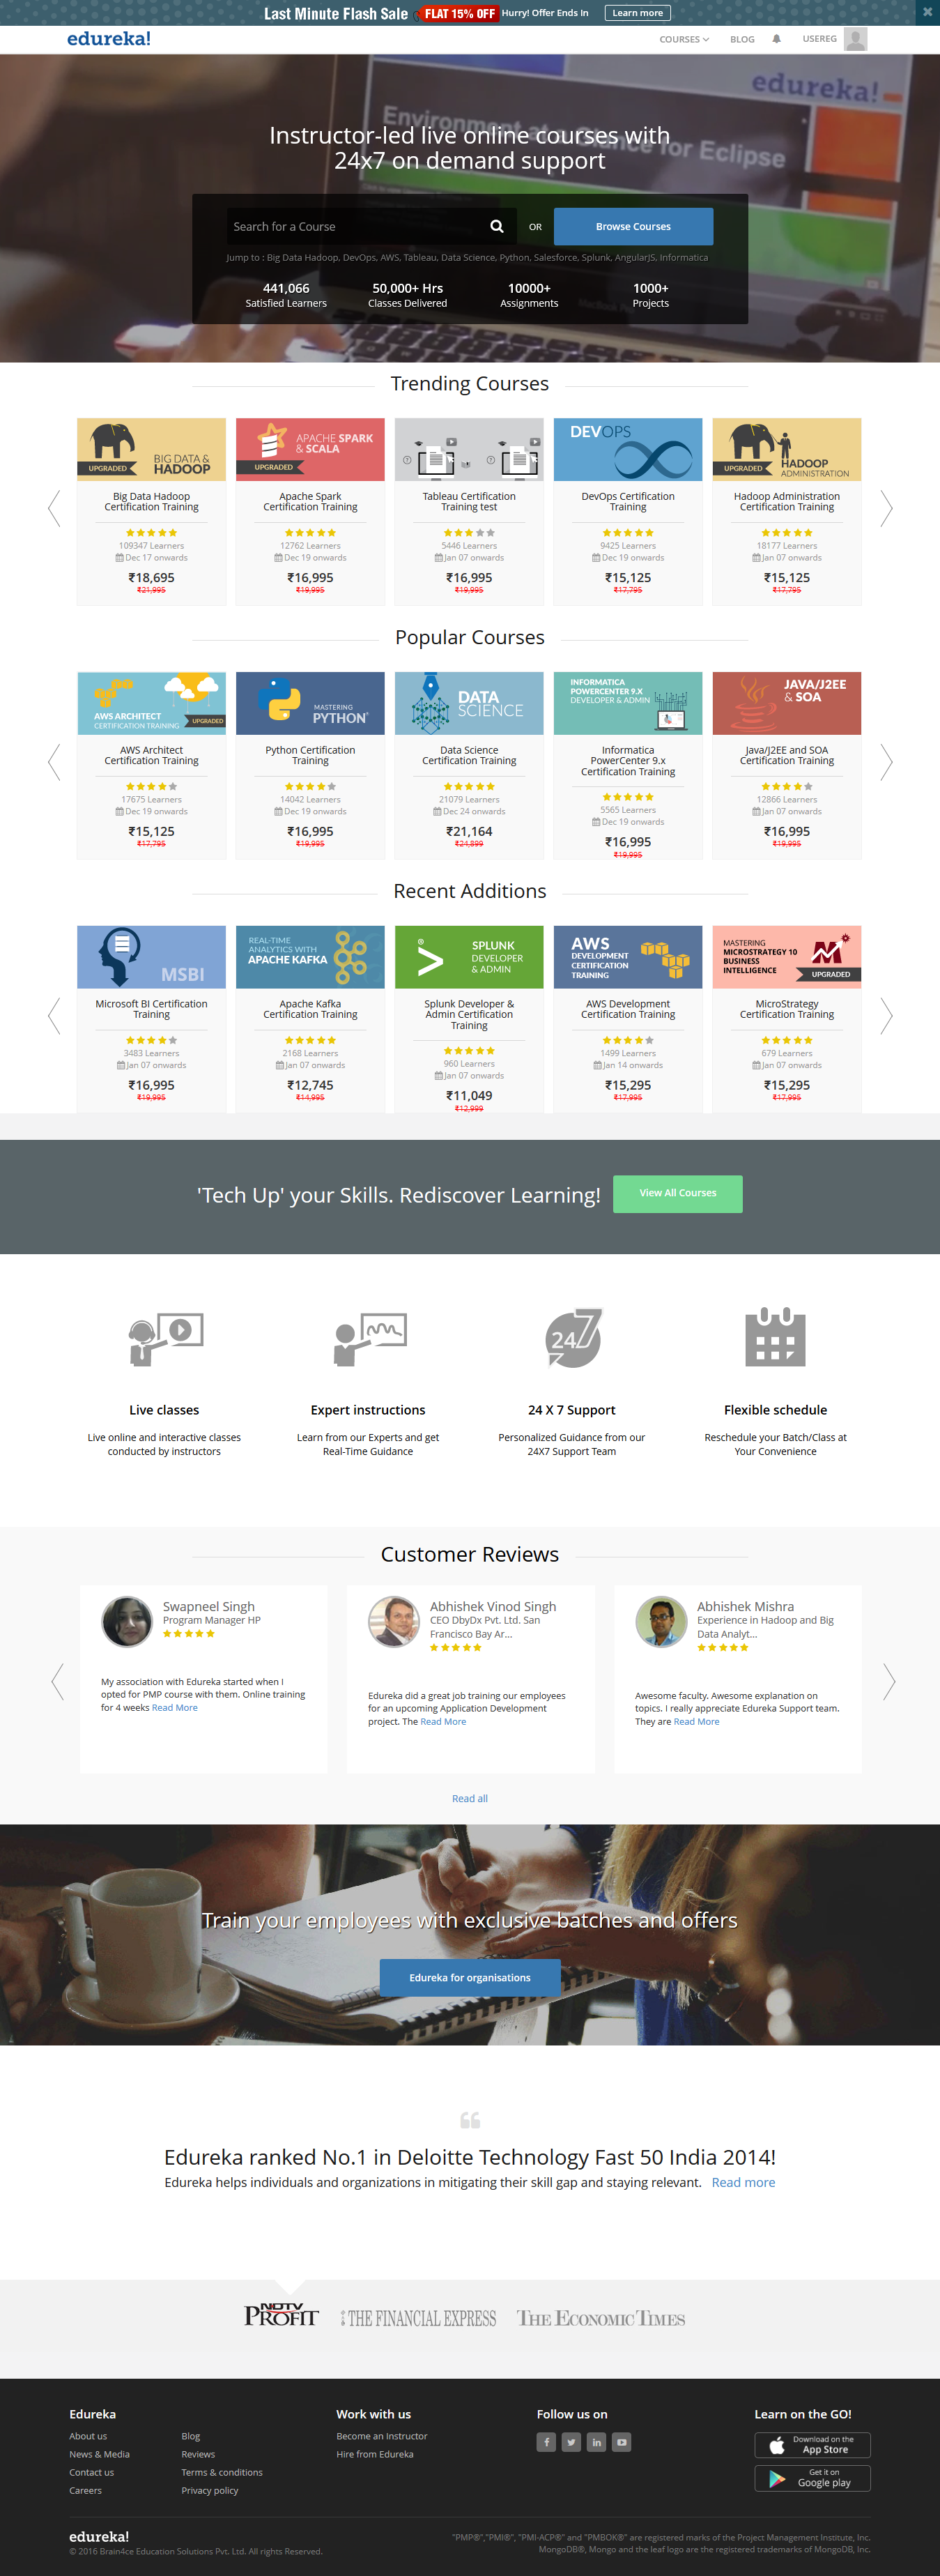 Last Minute Flash Sale FLAT 15% OFF Hurry! Offer Ends In Learn more
edureka! COURSES BLOG USEREG
edureka!
Instructor-led live online courses with
24x7 on demand support
Search for a Course OR Browse Courses
Jump to : Big Data Hadoop, DevOps, AWS, Tableau, Data Science, Python, Salesforce, Splunk, AngularJS, Informatica
441,066 50,000+ Hrs 10000+ 1000+
Satisfied Learners Classes Delivered Assignments Projects
Trending Courses
BIG DATA &
HADOOP
UPGRADED
Big Data Hadoop
Certification Training
109347 Learners
Dec 17 onwards
₹18,695
₹21,995
APACHE SPARK
& SCALA
UPGRADED
Apache Spark
Certification Training
12762 Learners
Dec 19 onwards
₹16,995
₹19,995
Tableau Certification
Training test
5446 Learners
Jan 07 onwards
₹16,995
₹19,995
DEVOPS
DevOps Certification
Training
9425 Learners
Dec 19 onwards
₹15,125
₹17,795
UPGRADED
HADOOP
ADMINISTRATION
Hadoop Administration
Certification Training
18177 Learners
Jan 07 onwards
₹15,125
₹17,795
Popular Courses
AWS ARCHITECT
CERTIFICATION TRAINING
UPGRADED
AWS Architect
Certification Training
17675 Learners
Dec 19 onwards
₹15,125
₹17,795
MASTERING
PYTHON
Python Certification
Training
14042 Learners
Dec 19 onwards
₹16,995
₹19,995
DATA
SCIENCE
Data Science
Certification Training
21079 Learners
Dec 24 onwards
₹21,164
₹24,899
INFORMATICA
POWERCENTER 9.X
DEVELOPER & ADMIN
Informatica
PowerCenter 9.x
Certification Training
5565 Learners
Dec 19 onwards
₹16,995
₹19,995
JAVA/J2EE
& SOA
Java/J2EE and SOA
Certification Training
12866 Learners
Jan 07 onwards
₹16,995
₹19,995
Recent Additions
MSBI
Microsoft BI Certification
Training
3483 Learners
Jan 07 onwards
₹16,995
₹19,995
REAL-TIME
ANALYTICS WITH
APACHE KAFKA
Apache Kafka
Certification Training
2168 Learners
Jan 07 onwards
₹12,745
₹14,995
SPLUNK
DEVELOPER
& ADMIN
Splunk Developer &
Admin Certification
Training
960 Learners
Jan 07 onwards
₹11,049
₹12,999
AWS
DEVELOPMENT
CERTIFICATION
TRAINING
AWS Development
Certification Training
1499 Learners
Jan 14 onwards
₹15,295
₹17,995
MASTERING
MICROSTRATEGY 10
BUSINESS
INTELLIGENCE
UPGRADED
MicroStrategy
Certification Training
679 Learners
Jan 07 onwards
₹15,295
₹17,995
'Tech Up' your Skills. Rediscover Learning! View All Courses
24 7
Live classes
Live online and interactive classes
conducted by instructors
Expert instructions
Learn from our Experts and get
Real-Time Guidance
24 X 7 Support
Personalized Guidance from our
24X7 Support Team
Flexible schedule
Reschedule your Batch/Class at
Your Convenience
Customer Reviews
Swapneel Singh
Program Manager HP
My association with Edureka started when I
opted for PMP course with them. Online training
for 4 weeks Read More
Abhishek Vinod Singh
CEO DbyDx Pvt. Ltd. San
Francisco Bay Ar...
Edureka did a great job training our employees
for an upcoming Application Development
project. The Read More
Abhishek Mishra
Experience in Hadoop and Big
Data Analyt...
Awesome faculty. Awesome explanation on
topics. I really appreciate Edureka Support team.
They are Read More
Read all
Train your employees with exclusive batches and offers
Edureka for organisations
Edureka ranked No.1 in Deloitte Technology Fast 50 India 2014!
Edureka helps individuals and organizations in mitigating their skill gap and staying relevant. Read more
NDTV
PROFIT THE FINANCIAL EXPRESS THE ECONOMIC TIMES
Edureka
About us
News & Media
Contact us
Careers
Blog
Reviews
Terms & conditions
Privacy policy
Work with us
Become an Instructor
Hire from Edureka
Follow us on
Learn on the GO!
Download on the
App Store
Get it on
Google play
edureka!
© 2016 Brain4ce Education Solutions Pvt. Ltd. All rights Reserved.
"PMP®","PMI®", "PMI-ACP®" and "PMBOK®" are registered marks of the Project Management Institute, Inc.
MongoDB®, Mongo and the leaf logo are the registered trademarks of MongoDB, Inc.